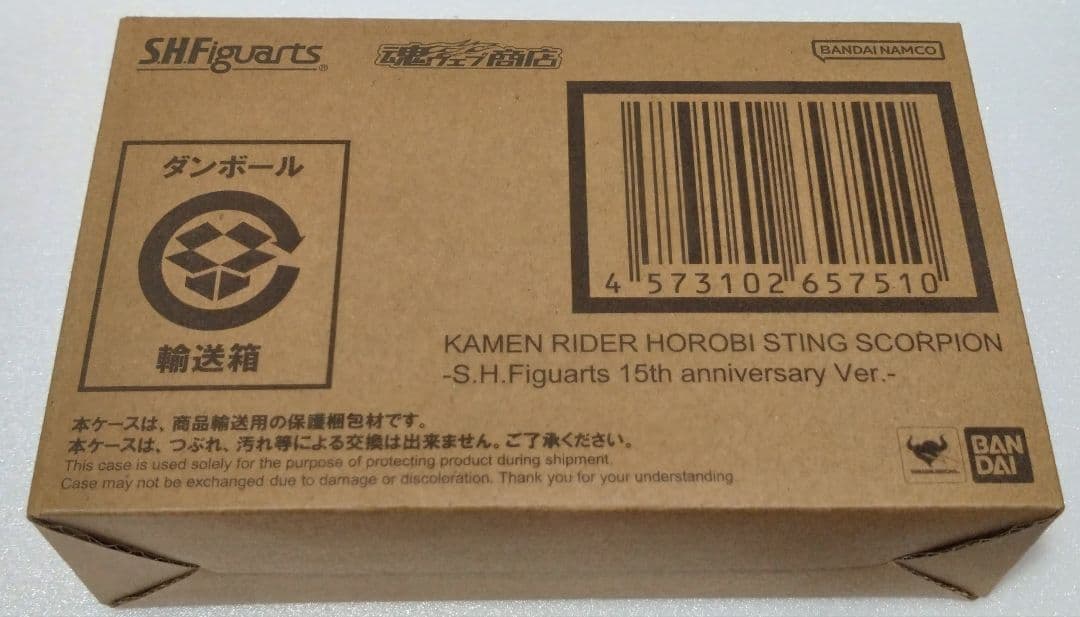 S.H.Figuarts®
魂ウェブ商店
BANDAI NAMCO
ダンボール
輸送箱
4 573102 657510
KAMEN RIDER HOROBI STING SCORPION
-S.H.Figuarts 15th anniversary Ver.-
本ケースは、商品輸送用の保護梱包材です。
本ケースは、つぶれ、汚れ等による交換は出来ません。ご了承ください。
This case is used solely for the purpose of protecting product during shipment.
Case may not be exchanged due to damage or discoloration. Thank you for your understanding.
BAN
DAI